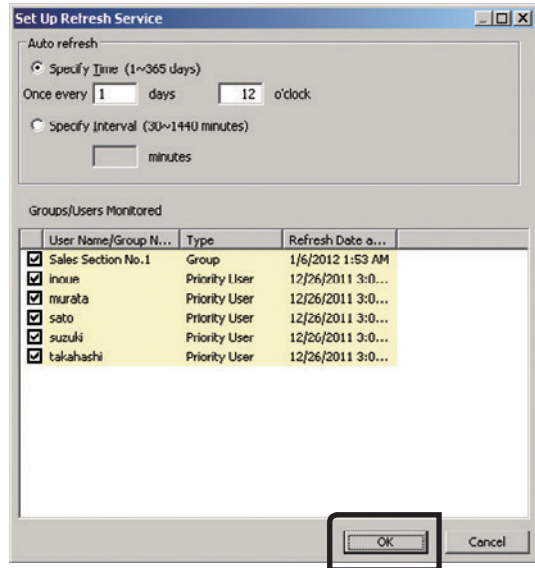 Set Up Refresh Service
Auto refresh
Specify Time (1~365 days)
Once every 1 days 12 o'clock
Specify Interval (30~1440 minutes)
minutes
Groups/Users Monitored
User Name/Group N... Type Refresh Date a...
Sales Section No.1 Group 1/6/2012 1:53 AM
inoue Priority User 12/26/2011 3:0...
murata Priority User 12/26/2011 3:0...
sato Priority User 12/26/2011 3:0...
suzuki Priority User 12/26/2011 3:0...
takahashi Priority User 12/26/2011 3:0...
OK Cancel